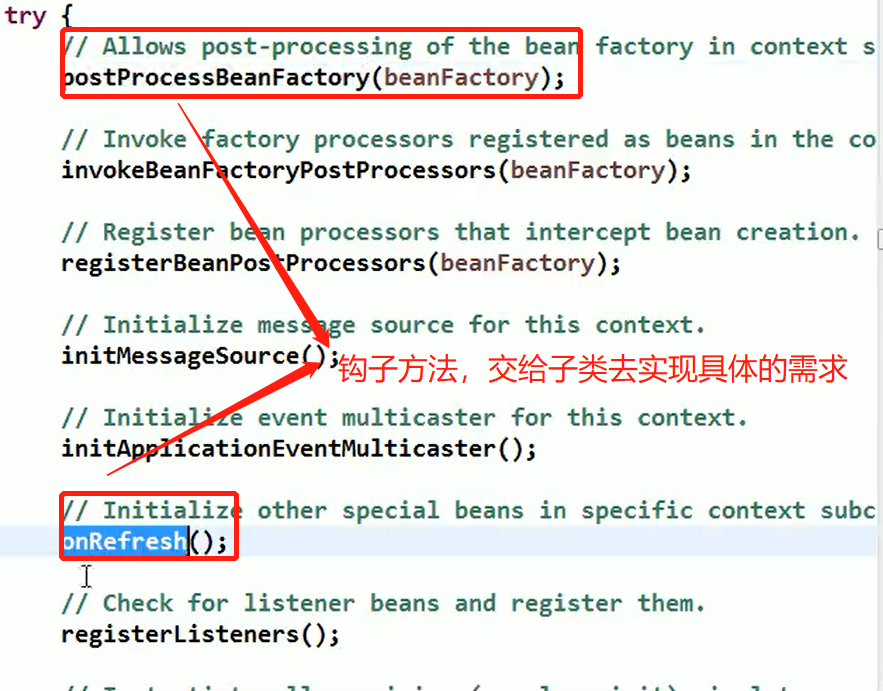 try {
// Allows post-processing of the bean factory in context s
postProcessBeanFactory(beanFactory);
// Invoke factory processors registered as beans in the co
invokeBeanFactoryPostProcessors(beanFactory);
// Register bean processors that intercept bean creation.
registerBeanPostProcessors(beanFactory);
// Initialize message source for this context.
initMessageSource();
钩子方法，交给子类去实现具体的需求
// Initialize event multicaster for this context.
initApplicationEventMulticaster();
// Initialize other special beans in specific context subc
onRefresh();
// Check for listener beans and register them.
registerListeners();